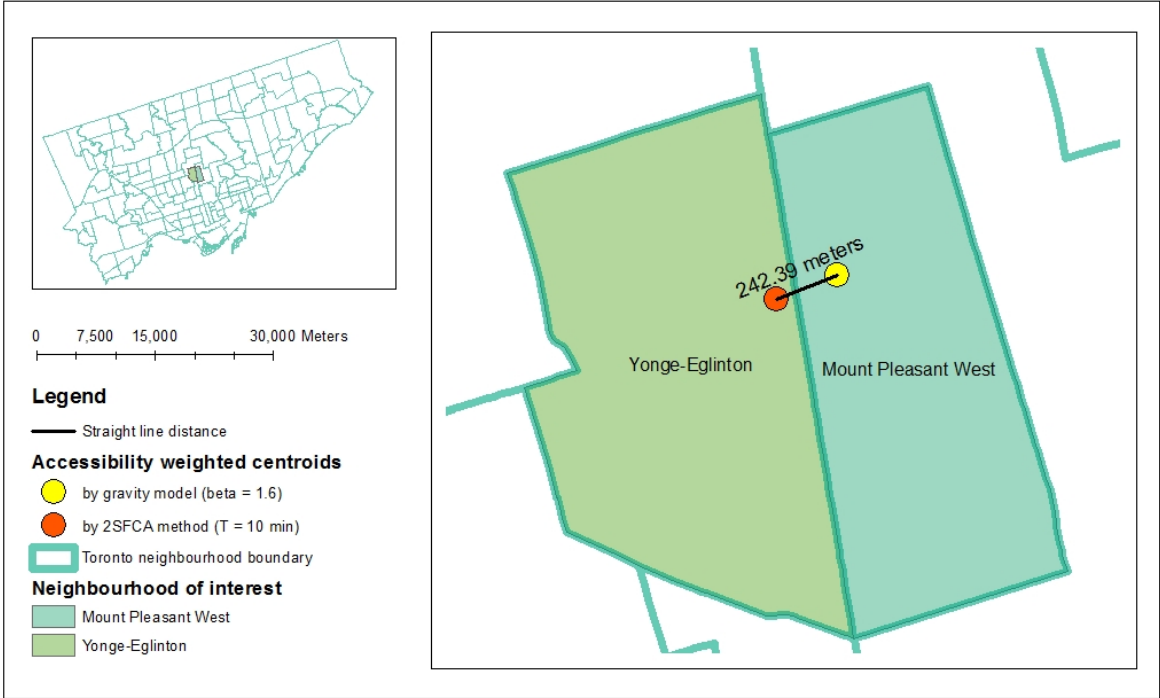 0 7,500 15,000 30,000 Meters
Legend
Straight line distance
Accessibility weighted centroids
by gravity model (beta = 1.6)
by 2SFCA method (T = 10 min)
Toronto neighbourhood boundary
Neighbourhood of interest
Mount Pleasant West
Yonge-Eglinton
242.39 meters
Yonge-Eglinton
Mount Pleasant West